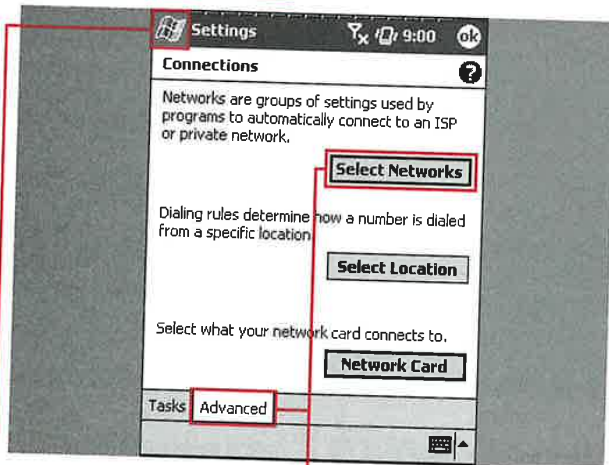 Settings 9:00 ok
Connections ?
Networks are groups of settings used by
programs to automatically connect to an ISP
or private network.
Select Networks
Dialing rules determine how a number is dialed
from a specific location.
Select Location
Select what your network card connects to.
Network Card
Tasks Advanced